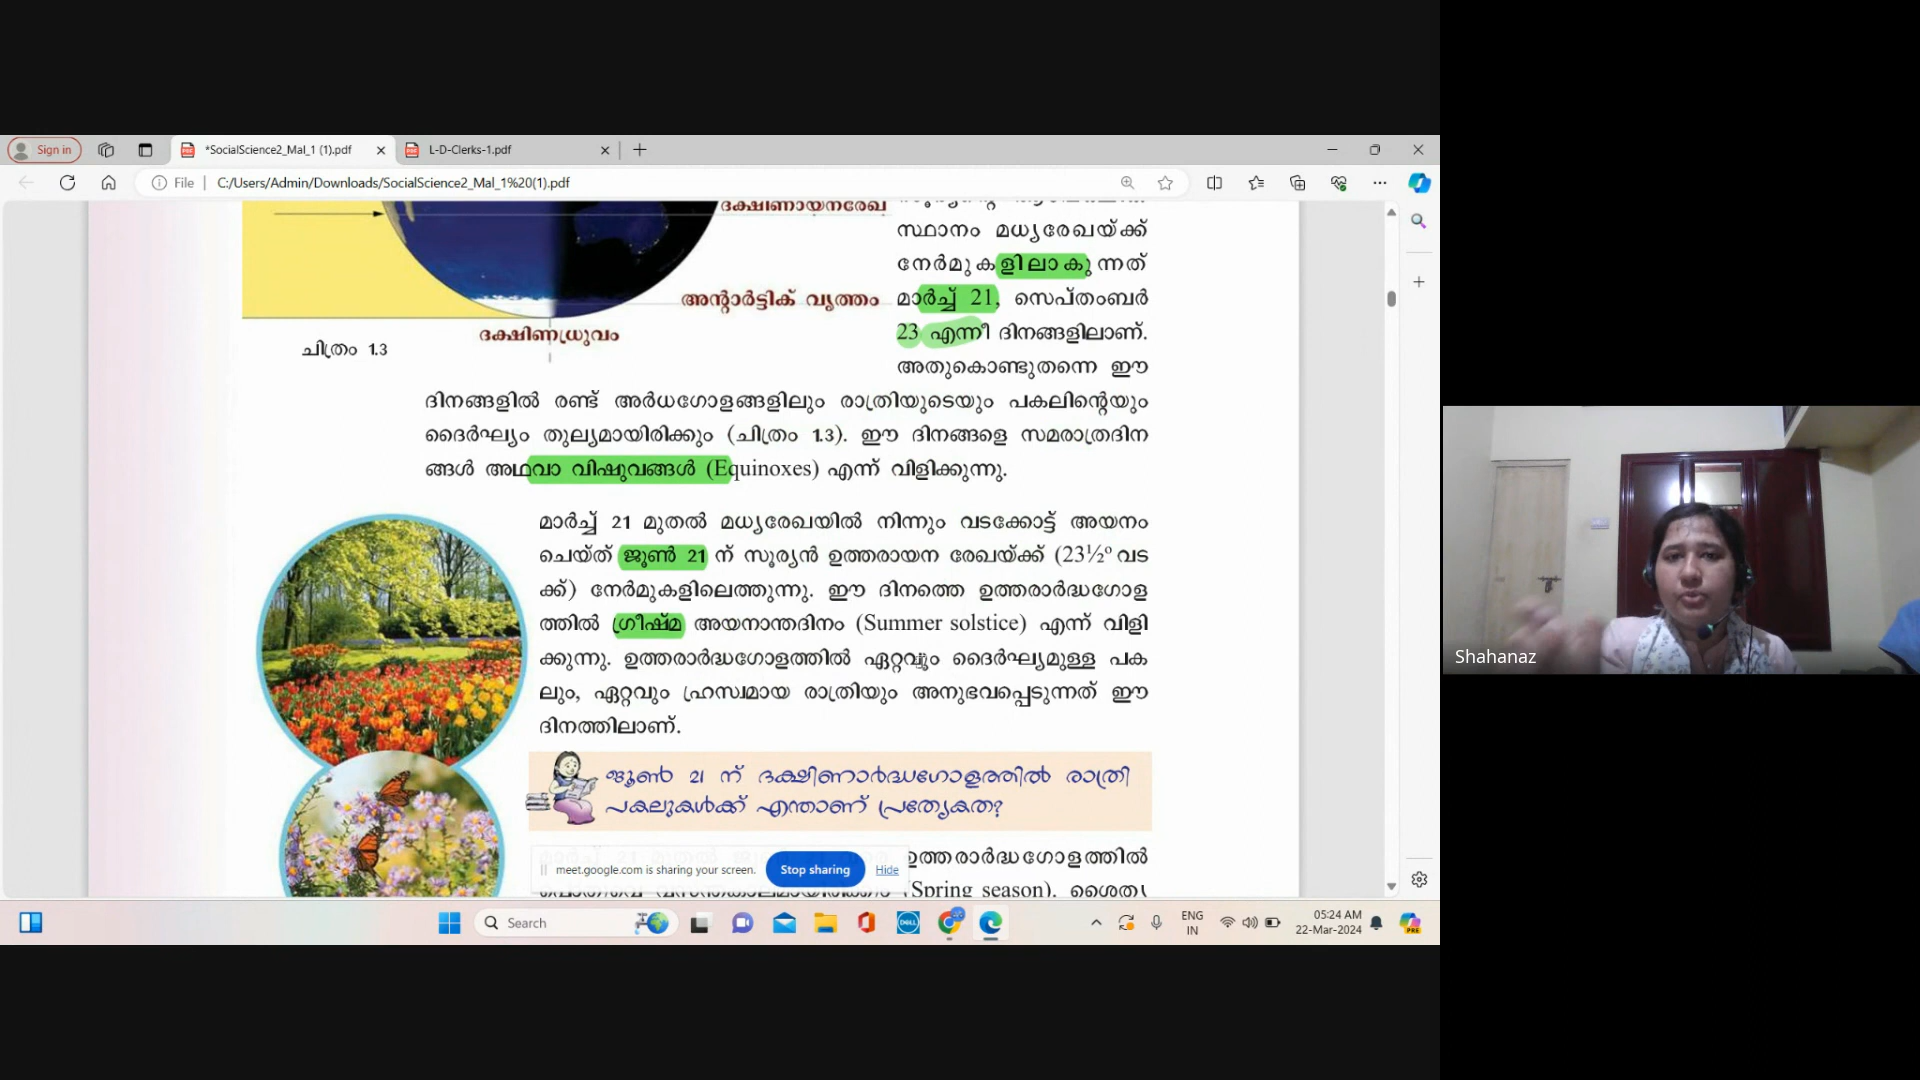 Sign in
*SocialScience2_Mal_1 (1).pdf
L-D-Clerks-1.pdf
File
C:/Users/Admin/Downloads/SocialScience2_Mal_1%20(1).pdf
ദക്ഷിണായനരേഖ
സ്ഥാനം മധ്യരേഖയ്ക്ക്
നേർമുകളിലാകുന്നത്
അന്റാർട്ടിക് വൃത്തം
മാർച്ച് 21, സെപ്തംബർ
ദക്ഷിണധ്രുവം
23 എന്നീ ദിനങ്ങളിലാണ്.
ചിത്രം 1.3
അതുകൊണ്ടുതന്നെ ഈ
ദിനങ്ങളിൽ രണ്ട് അർധഗോളങ്ങളിലും രാത്രിയുടെയും പകലിന്റെയും
ദൈർഘ്യം തുല്യമായിരിക്കും (ചിത്രം 1.3). ഈ ദിനങ്ങളെ സമരാത്രദിന
ങ്ങൾ അഥവാ വിഷുവങ്ങൾ (Equinoxes) എന്ന് വിളിക്കുന്നു.
മാർച്ച് 21 മുതൽ മധ്യരേഖയിൽ നിന്നും വടക്കോട്ട് അയനം
ചെയ്ത് ജൂൺ 21 ന് സൂര്യൻ ഉത്തരായന രേഖയ്ക്ക് (23½° വട
ക്ക്) നേർമുകളിലെത്തുന്നു. ഈ ദിനത്തെ ഉത്തരാർദ്ധഗോള
ത്തിൽ ഗ്രീഷ്മ അയനാന്തദിനം (Summer solstice) എന്ന് വിളി
ക്കുന്നു. ഉത്തരാർദ്ധഗോളത്തിൽ ഏറ്റവും ദൈർഘ്യമുള്ള പക
ലും, ഏറ്റവും ഹ്രസ്വമായ രാത്രിയും അനുഭവപ്പെടുന്നത് ഈ
ദിനത്തിലാണ്.
ജൂൺ 21 ന് ദക്ഷിണാർദ്ധഗോളത്തിൽ രാത്രി
പകലുകൾക്ക് എന്താണ് പ്രത്യേകത?
ഉത്തരാർദ്ധഗോളത്തിൽ
(Spring season). ശൈത്യ
meet.google.com is sharing your screen.
Stop sharing
Hide
Shahanaz
Search
ENG
IN
05:24 AM
22-Mar-2024